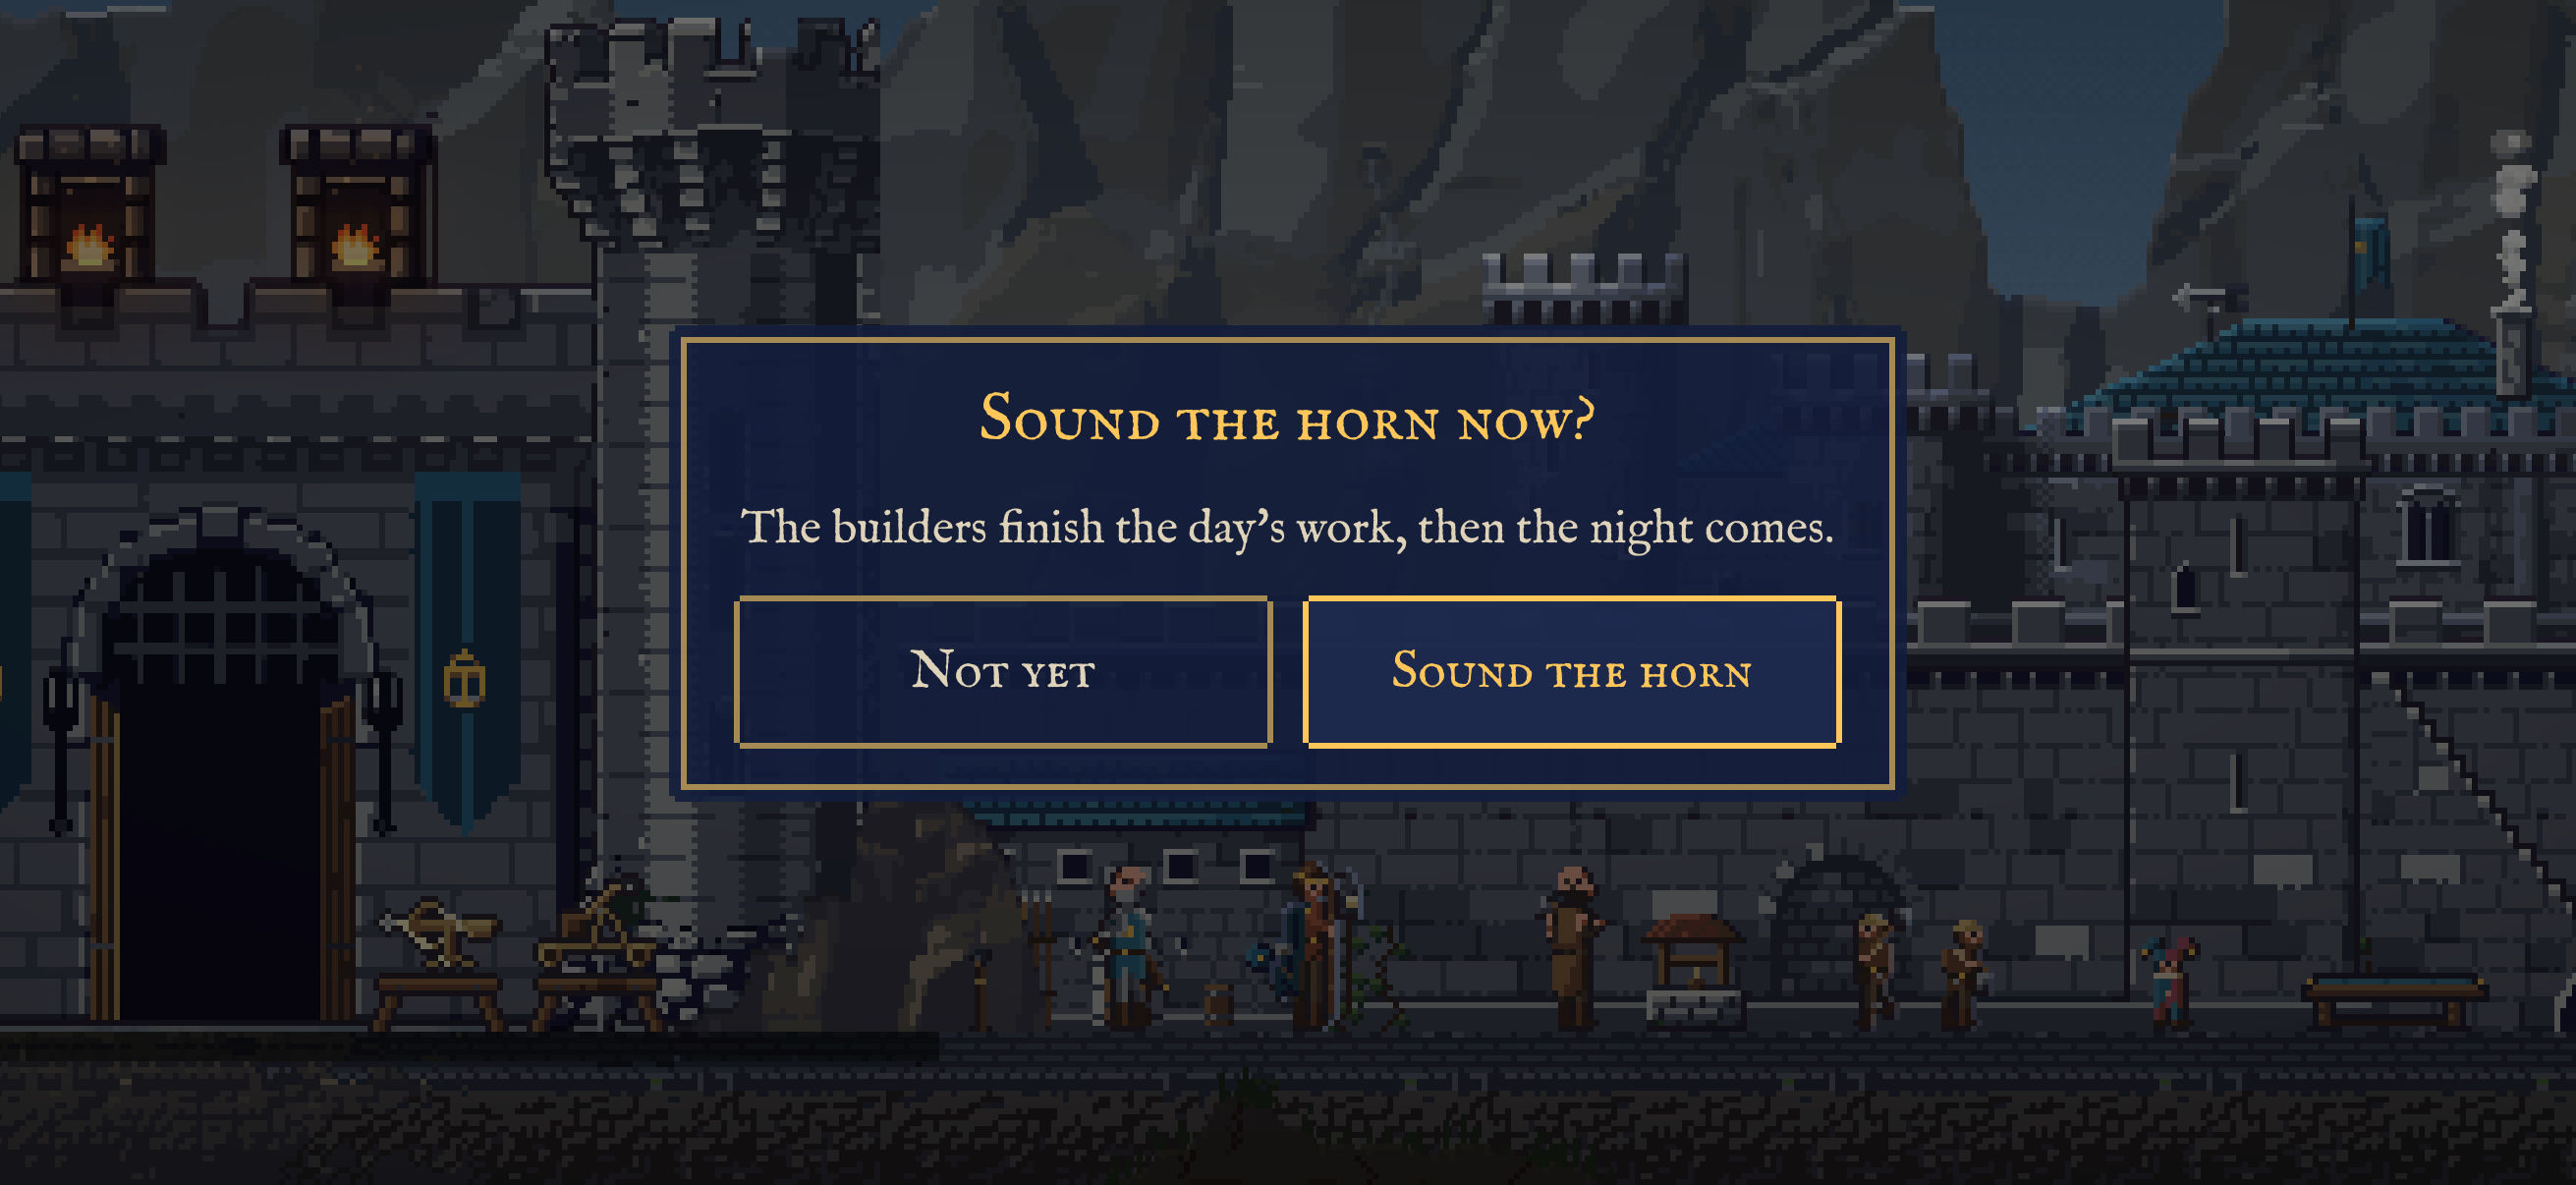 Sound the horn now?
The builders finish the day's work, then the night comes.
Not yet
Sound the horn